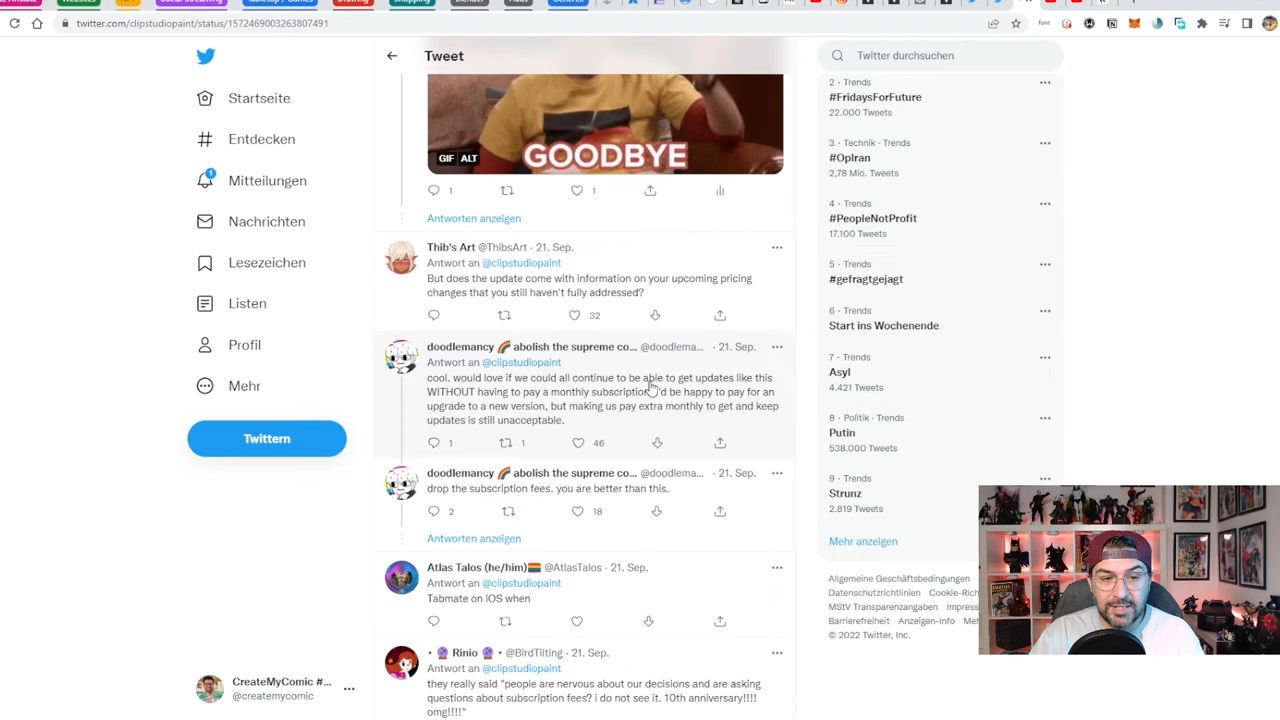 twitter.com/clipstudiopaint/status/1572469003263807491
font
Startseite
Entdecken
1
Mitteilungen
Nachrichten
Lesezeichen
Listen
Profil
Mehr
Twittern
CreateMyComic #...
@createmycomic
Tweet
GIF ALT
GOODBYE
1
1
Antworten anzeigen
Thib's Art @ThibsArt · 21. Sep.
Antwort an @clipstudiopaint
But does the update come with information on your upcoming pricing
changes that you still haven't fully addressed?
32
doodlemancy 🌈 abolish the supreme co... @doodlema... · 21. Sep.
Antwort an @clipstudiopaint
cool. would love if we could all continue to be able to get updates like this
WITHOUT having to pay a monthly subscription. I'd be happy to pay for an
upgrade to a new version, but making us pay extra monthly to get and keep
updates is still unacceptable.
1 1 46
doodlemancy 🌈 abolish the supreme co... @doodlema... · 21. Sep.
drop the subscription fees. you are better than this.
2 18
Antworten anzeigen
Atlas Talos (he/him)🏳️‍🌈 @AtlasTalos · 21. Sep.
Antwort an @clipstudiopaint
Tabmate on iOS when
• 🔮 Rinio 🔮 • @BirdTilting · 21. Sep.
Antwort an @clipstudiopaint
they really said "people are nervous about our decisions and are asking
questions about subscription fees? i do not see it. 10th anniversary!!!!
omg!!!!"
Twitter durchsuchen
2 · Trends
#FridaysForFuture
22.000 Tweets
3 · Technik · Trends
#OpIran
2,78 Mio. Tweets
4 · Trends
#PeopleNotProfit
17.100 Tweets
5 · Trends
#gefragtgejagt
6 · Trends
Start ins Wochenende
7 · Trends
Asyl
4.421 Tweets
8 · Politik · Trends
Putin
538.000 Tweets
9 · Trends
Strunz
2.819 Tweets
Mehr anzeigen
Allgemeine Geschäftsbedingungen
Datenschutzrichtlinien Cookie-Rich
MStV Transparenzangaben Impress
Barrierefreiheit Anzeigen-Info Meh
© 2022 Twitter, Inc.